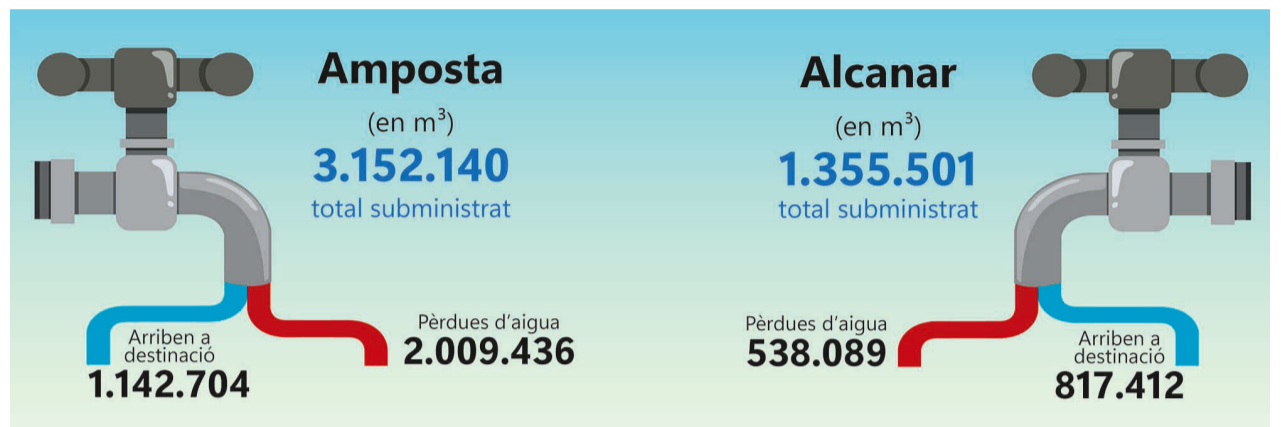 Amposta
(en m³)
3.152.140
total subministrat
Arriben a
destinació
1.142.704
Pèrdues d'aigua
2.009.436
Alcanar
(en m³)
1.355.501
total subministrat
Pèrdues d'aigua
538.089
Arriben a
destinació
817.412